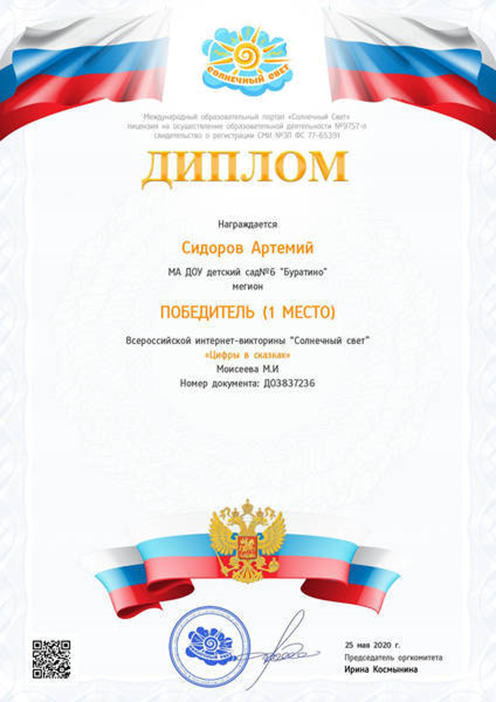 СОЛНЕЧНЫЙ СВЕТ
Международный образовательный портал «Солнечный Свет»
лицензия на осуществление образовательной деятельности №9757-л
свидетельство о регистрации СМИ №ЭЛ ФС 77-65391
ДИПЛОМ
Награждается
Сидоров Артемий
МА ДОУ детский сад№6 "Буратино"
мегион
ПОБЕДИТЕЛЬ (1 МЕСТО)
Всероссийской интернет-викторины "Солнечный свет"
«Цифры в сказках»
Моисеева М.И
Номер документа: ДО3837236
СОЛНЕЧНЫЙ СВЕТ
25 мая 2020 г.
Председатель оргкомитета
Ирина Космынина